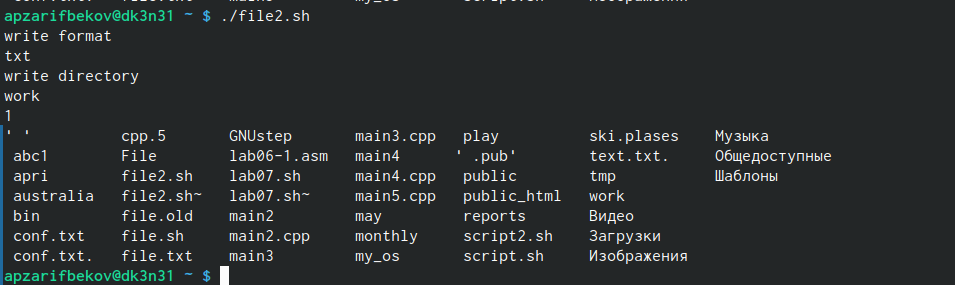 apzarifbekov@dk3n31 ~ $ ./file2.sh
write format
txt
write directory
work
1
' ' cpp.5 GNUstep main3.cpp play ski.plases Музыка
abc1 File lab06-1.asm main4 ' .pub' text.txt. Общедоступные
apri file2.sh lab07.sh main4.cpp public tmp Шаблоны
australia file2.sh~ lab07.sh~ main5.cpp public_html work
bin file.old main2 may reports Видео
conf.txt file.sh main2.cpp monthly script2.sh Загрузки
conf.txt. file.txt main3 my_os script.sh Изображения
apzarifbekov@dk3n31 ~ $